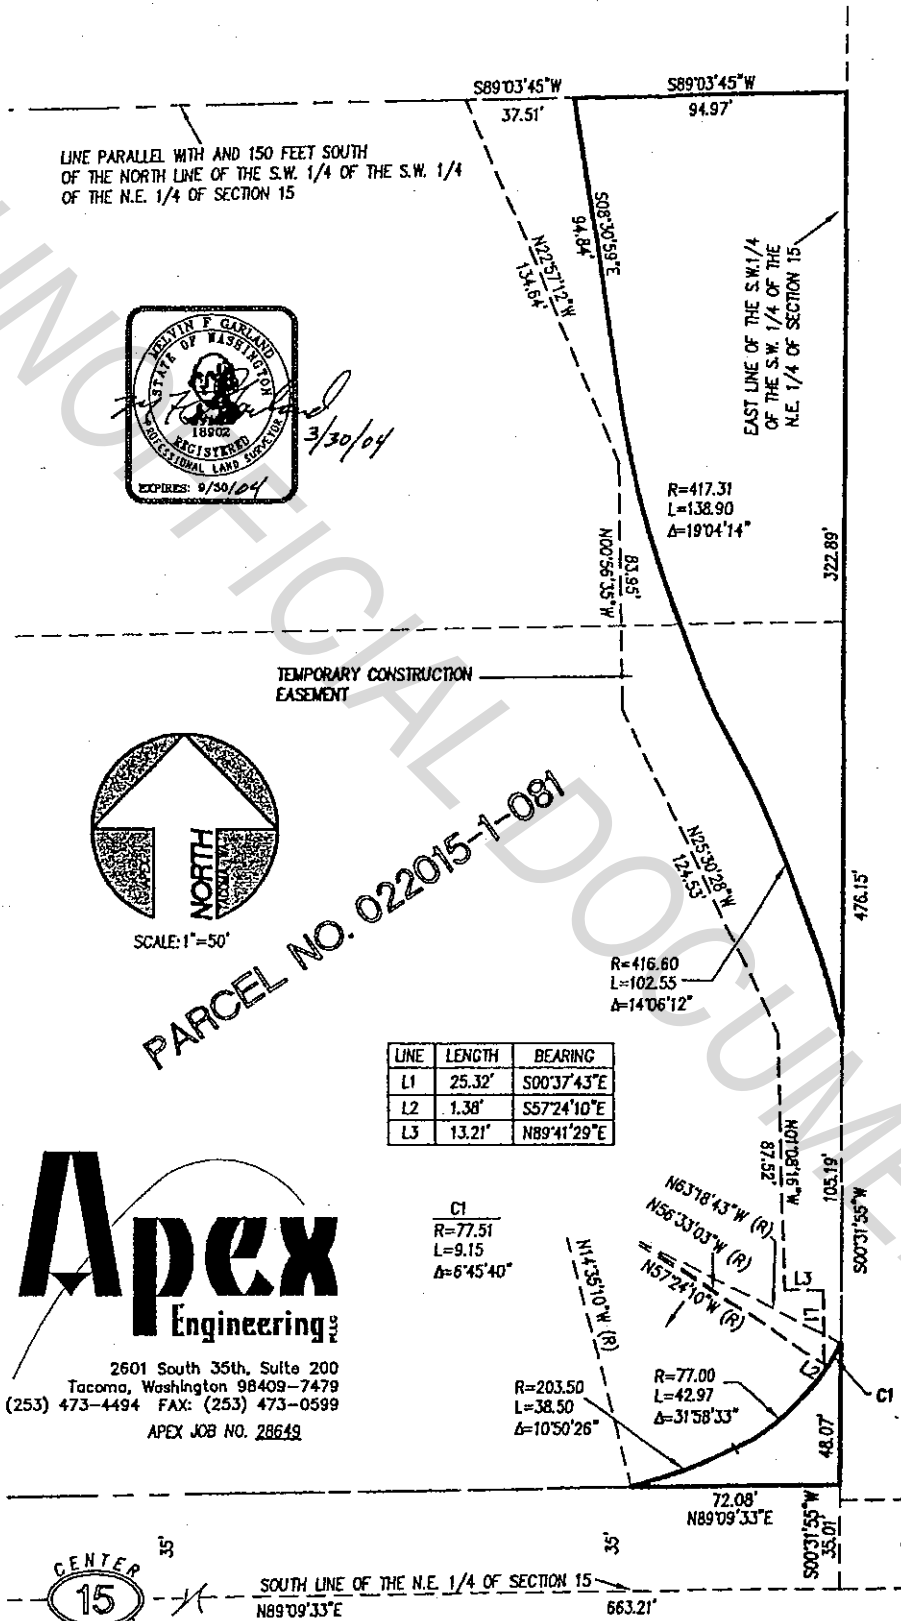 S89°03'45"W
37.51'
S89°03'45"W
94.97'
LINE PARALLEL WITH AND 150 FEET SOUTH
OF THE NORTH LINE OF THE S.W. 1/4 OF THE S.W. 1/4
OF THE N.E. 1/4 OF SECTION 15
S08°30'59"E
94.84'
N22°57'12"W
134.64'
EAST LINE OF THE S.W.1/4
OF THE S.W. 1/4 OF THE
N.E. 1/4 OF SECTION 15
MELVIN F GARLAND
STATE OF WASHINGTON
18902
REGISTERED
PROFESSIONAL LAND SURVEYOR
EXPIRES: 9/30/04
3/30/04
R=417.31
L=138.90
Δ=19°04'14"
322.89'
83.95'
N00°56'35"W
TEMPORARY CONSTRUCTION
EASEMENT
NORTH
SCALE: 1"=50'
PARCEL NO. 022015-1-081
N25°30'28"W
124.53'
476.15'
R=416.60
L=102.55
Δ=14°06'12"
LINE LENGTH BEARING
L1 25.32' S00°37'43"E
L2 1.38' S57°24'10"E
L3 13.21' N89°41'29"E
N01°08'16"W
87.52'
105.19'
S00°31'55"W
C1
R=77.51
L=9.15
Δ=6°45'40"
N63°18'43"W (R)
N56°33'03"W (R)
N57°24'10"W (R)
N14°35'10"W (R)
L3
L1
L2
C1
Apex
Engineering PLLC
2601 South 35th, Suite 200
Tacoma, Washington 98409-7479
(253) 473-4494 FAX: (253) 473-0599
APEX JOB NO. 28649
R=203.50
L=38.50
Δ=10°50'26"
R=77.00
L=42.97
Δ=31°58'33"
48.07'
72.08'
N89°09'33"E
S00°31'55"W
35.01'
35'
35'
CENTER
15
SOUTH LINE OF THE N.E. 1/4 OF SECTION 15
N89°09'33"E
663.21'
UNOFFICIAL DOCUME